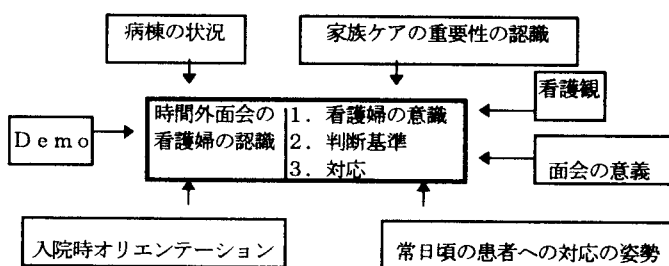 病棟の状況
家族ケアの重要性の認識
看護観
時間外面会の
看護婦の認識
1．看護婦の意識
2．判断基準
3．対応
Ｄｅｍｏ
面会の意義
入院時オリエンテーション
常日頃の患者への対応の姿勢